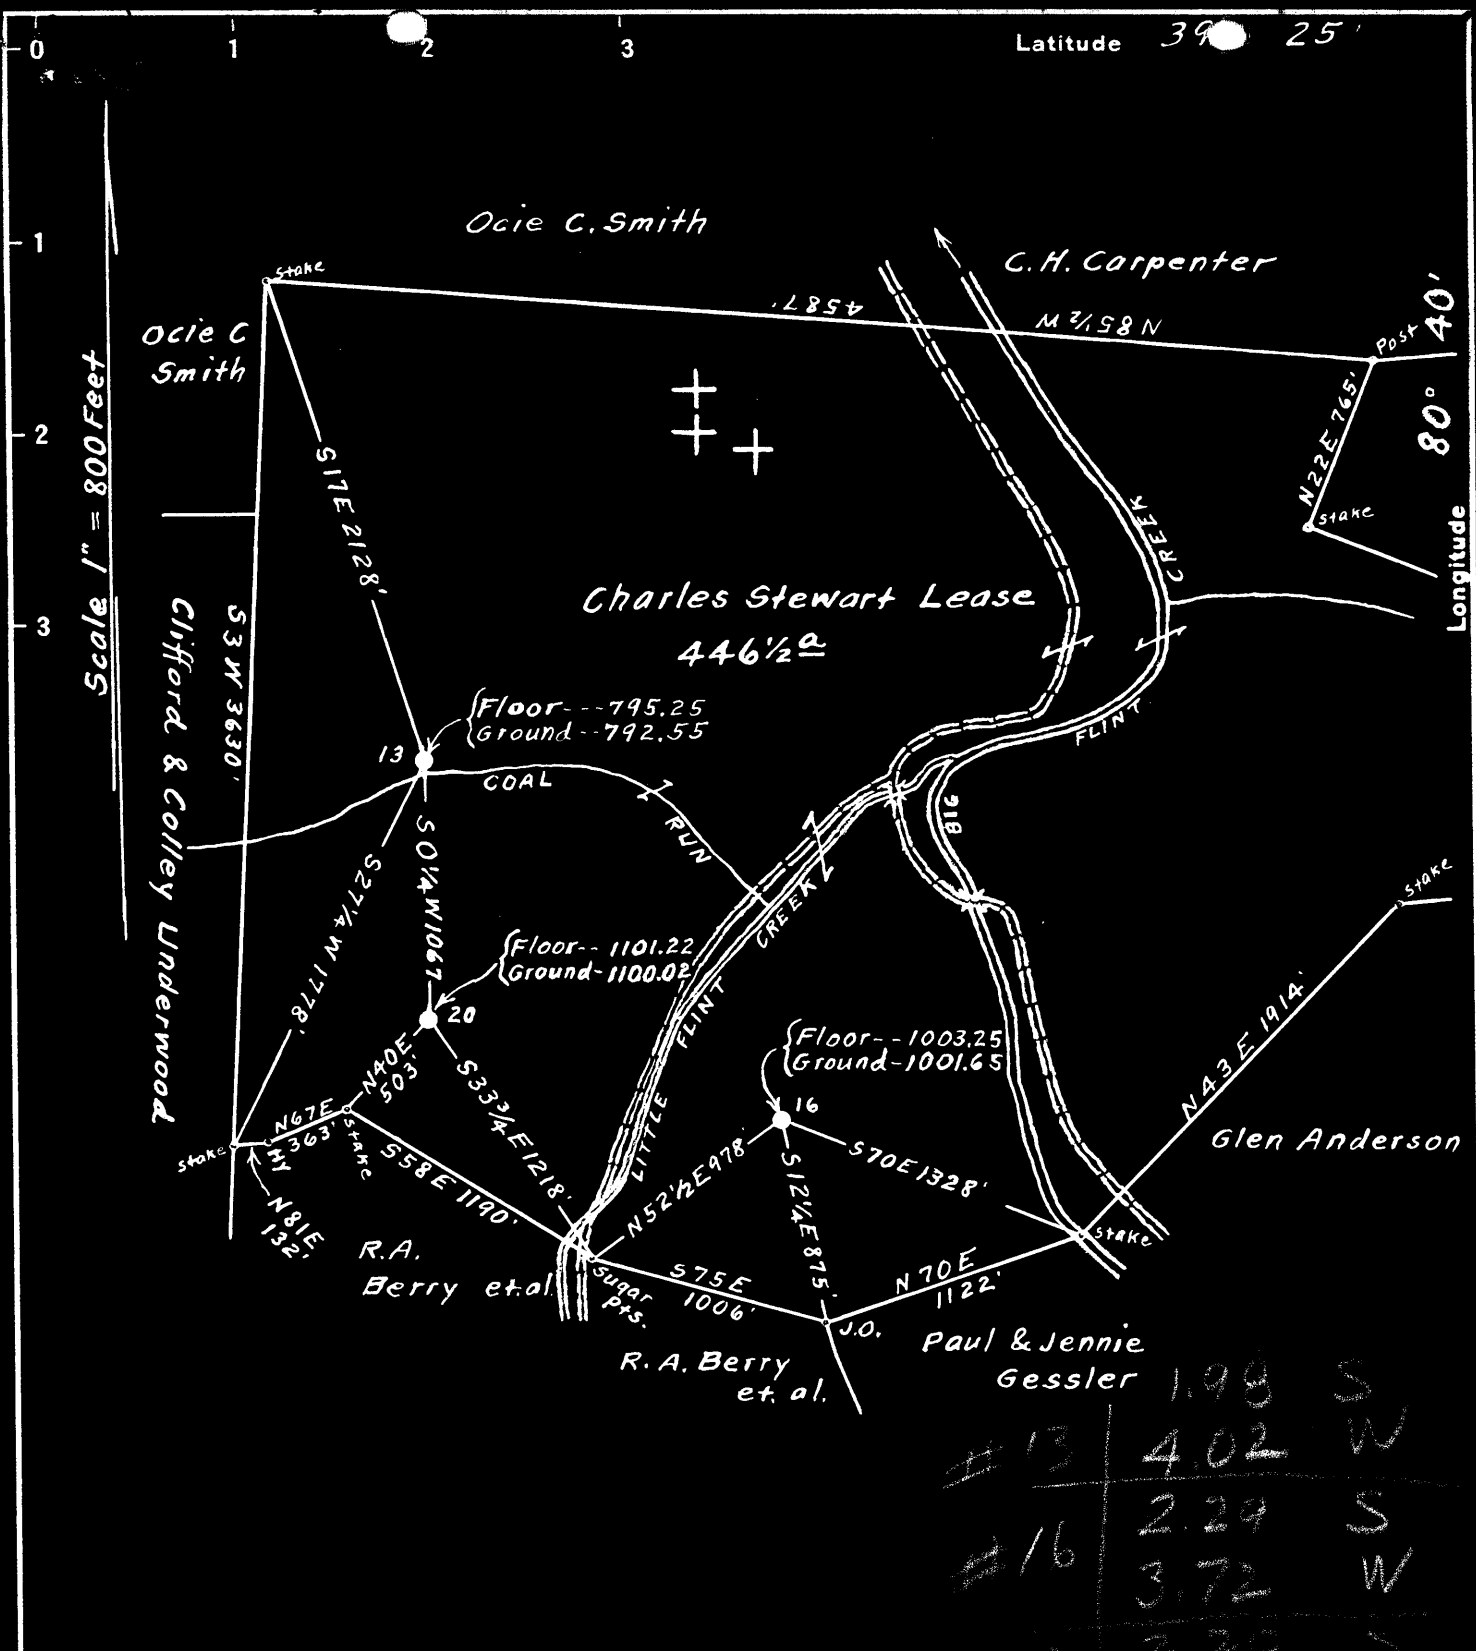 0
1
2
3
Latitude 39 25'
1
2
3
Scale 1" = 800 Feet
Ocie C. Smith
C.H. Carpenter
Stake
4587'
N 85½ W
Post
80° 40'
Longitude
Ocie C
Smith
N22E 765'
stake
S17E 2128'
CREEK
Charles Stewart Lease
446½ a
S3W 3630'
Clifford & Colley Underwood
Floor---795.25
Ground--792.55
13
COAL
RUN
FLINT
BIG
S27¼W 1778'
S0¼W 1067'
CREEK
stake
Floor--1101.22
Ground-1100.02
20
FLINT
N40E
503'
S33¾E 1218'
Floor--1003.25
Ground-1001.65
16
N43E 1914'
N67E
363'
stake
HY
stake
LITTLE
S58E 1190'
N52½E 978'
S12¼E 875'
S70E 1328'
Glen Anderson
N81E
132'
R.A.
Berry et.al.
sugar
pts.
S75E
1006'
N70E
1122'
stake
J.O.
R.A. Berry
et. al.
Paul & Jennie
Gessler
1.98 S
#13 4.02 W
2.29 S
#16
3.72 W